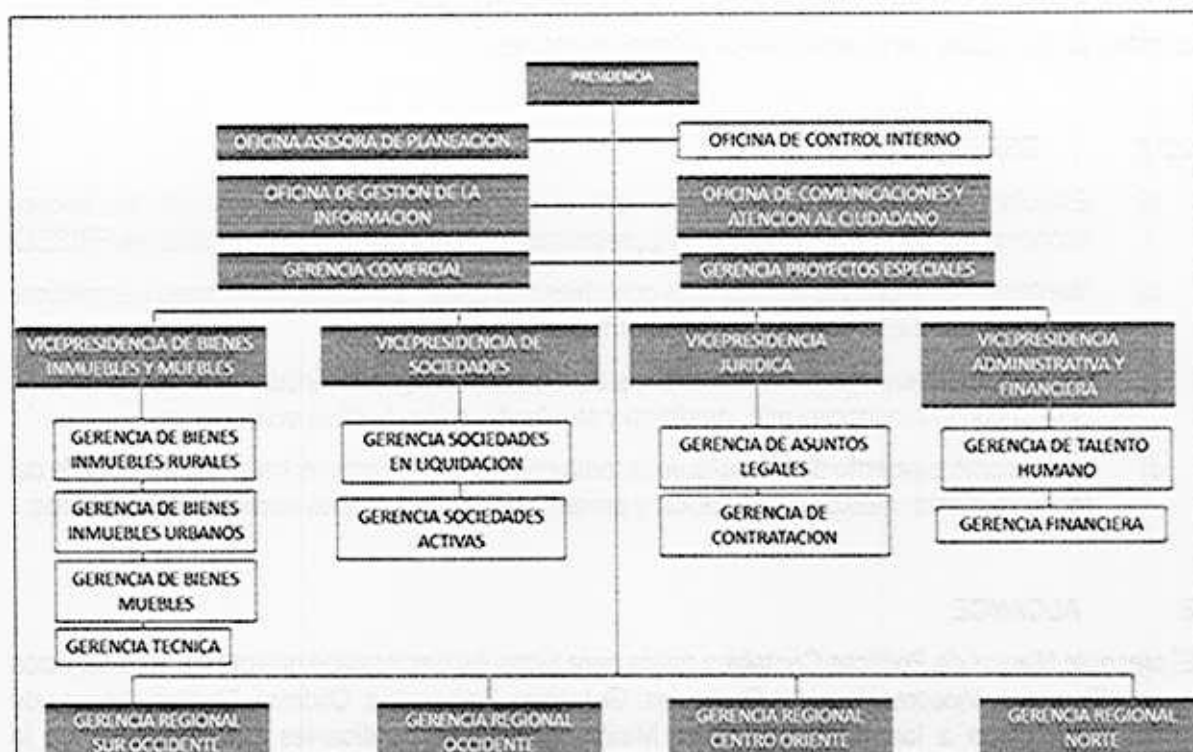 PRESIDENCIA
OFICINA ASESORA DE PLANEACION
OFICINA DE CONTROL INTERNO
OFICINA DE GESTION DE LA
INFORMACION
OFICINA DE COMUNICACIONES Y
ATENCION AL CIUDADANO
GERENCIA COMERCIAL
GERENCIA PROYECTOS ESPECIALES
VICEPRESIDENCIA DE BIENES
INMUEBLES Y MUEBLES
VICEPRESIDENCIA DE
SOCIEDADES
VICEPRESIDENCIA
JURIDICA
VICEPRESIDENCIA
ADMINISTRATIVA Y
FINANCIERA
GERENCIA DE BIENES
INMUEBLES RURALES
GERENCIA DE BIENES
INMUEBLES URBANOS
GERENCIA DE BIENES
MUEBLES
GERENCIA TECNICA
GERENCIA SOCIEDADES
EN LIQUIDACION
GERENCIA SOCIEDADES
ACTIVAS
GERENCIA DE ASUNTOS
LEGALES
GERENCIA DE
CONTRATACION
GERENCIA DE TALENTO
HUMANO
GERENCIA FINANCIERA
GERENCIA REGIONAL
SUR OCCIDENTE
GERENCIA REGIONAL
OCCIDENTE
GERENCIA REGIONAL
CENTRO ORIENTE
GERENCIA REGIONAL
NORTE